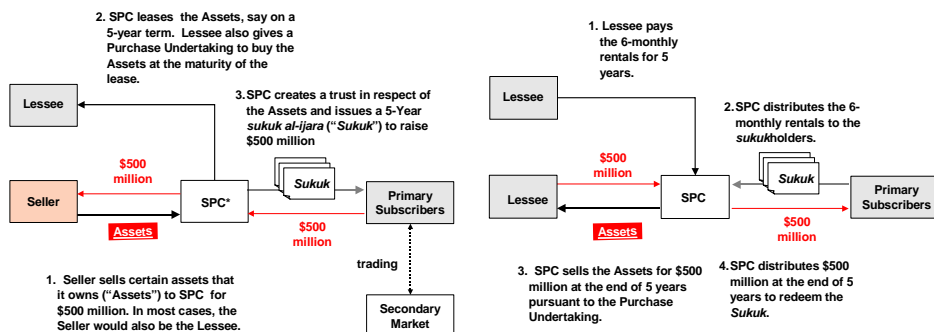 2. SPC leases the Assets, say on a
5-year term. Lessee also gives a
Purchase Undertaking to buy the
Assets at the maturity of the
lease.
Lessee
3.SPC creates a trust in respect of
the Assets and issues a 5-Year
sukuk al-ijara (“Sukuk”) to raise
$500 million
$500
million
Sukuk
Seller
SPC*
Primary
Subscribers
Assets
$500
million
trading
1. Seller sells certain assets that
it owns (“Assets”) to SPC for
$500 million. In most cases, the
Seller would also be the Lessee.
Secondary
Market
1. Lessee pays
the 6-monthly
rentals for 5
years.
Lessee
2. SPC distributes the 6-
monthly rentals to the
sukukholders.
$500
million
Sukuk
Lessee
SPC
Primary
Subscribers
Assets
$500
million
3. SPC sells the Assets for $500
million at the end of 5 years
pursuant to the Purchase
Undertaking.
4. SPC distributes $500
million at the end of 5
years to redeem the
Sukuk.